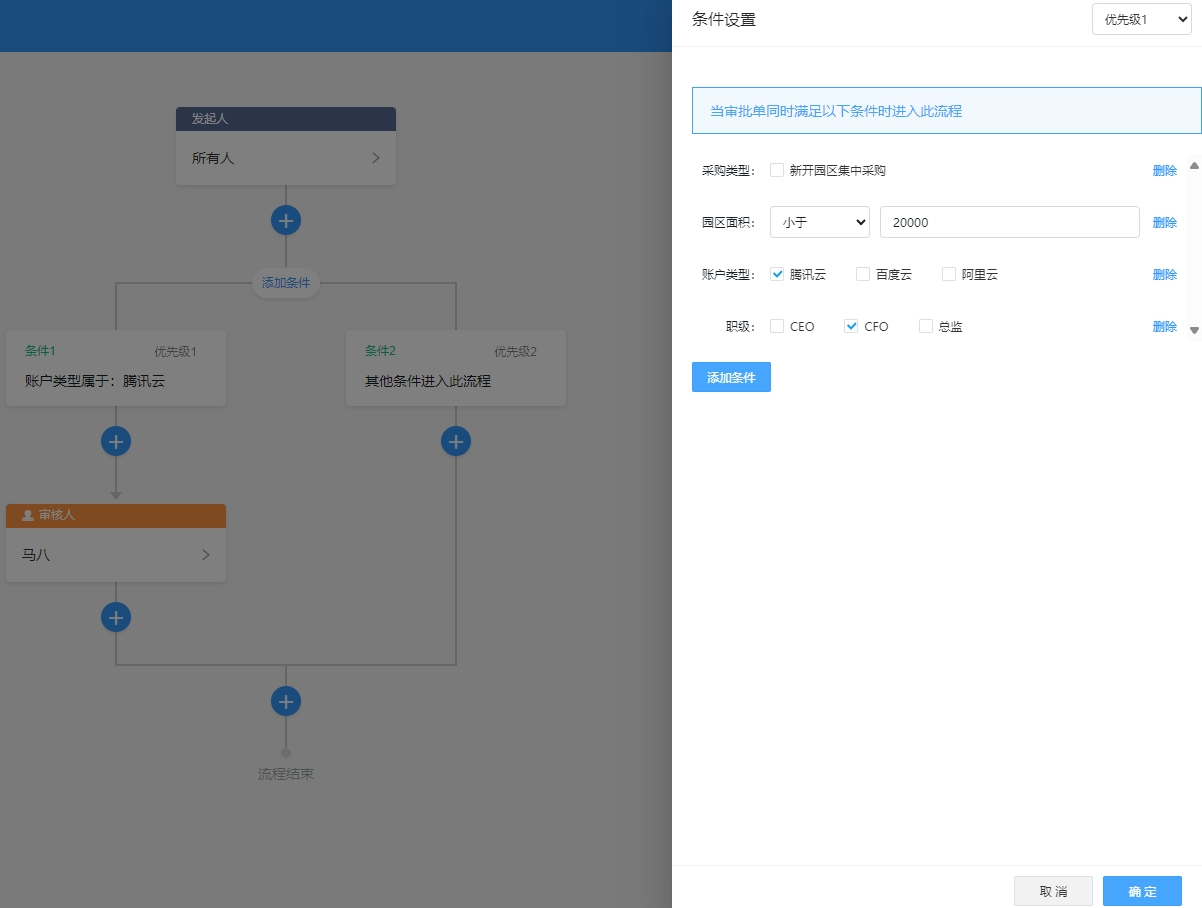 条件设置
优先级1
当审批单同时满足以下条件时进入此流程
采购类型： 新开园区集中采购 删除
园区面积： 小于 20000 删除
账户类型： 腾讯云 百度云 阿里云 删除
职级： CEO CFO 总监 删除
添加条件
取 消 确 定
发起人
所有人
添加条件
条件1 优先级1
账户类型属于：腾讯云
条件2 优先级2
其他条件进入此流程
审核人
马八
流程结束